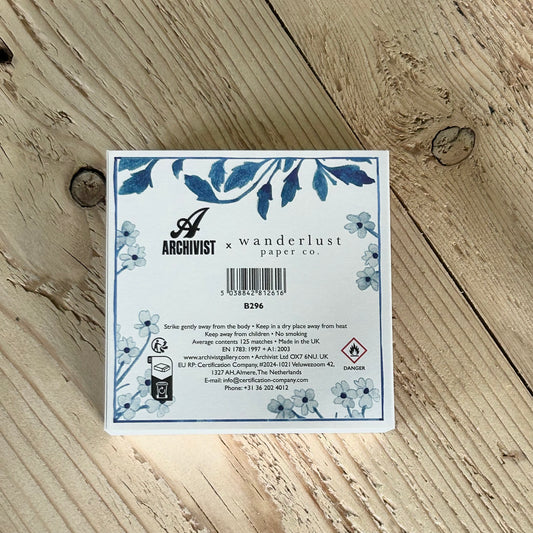 A
ARCHIVIST x wanderlust
paper co.
5 038842 812616
B296
Strike gently away from the body • Keep in a dry place away from heat
Keep away from children • No smoking
Average contents 125 matches • Made in the UK
EN 1783: 1997 + A1: 2003
www.archivistgallery.com • Archivist Ltd OX7 6NU. UK
EU RP: Certification Company, #2024-1021 Veluwezoom 42,
1327 AH, Almere, The Netherlands
E-mail: info@certification-company.com
Phone: +31 36 202 4012
DANGER